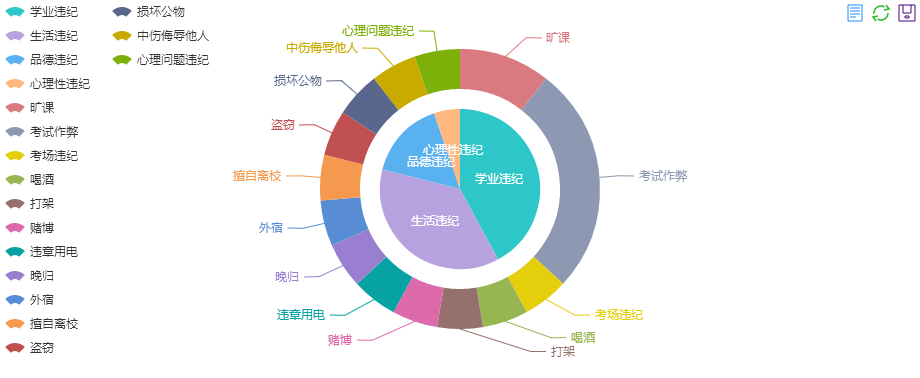 学业违纪
生活违纪
品德违纪
心理性违纪
旷课
考试作弊
考场违纪
喝酒
打架
赌博
违章用电
晚归
外宿
擅自离校
盗窃
损坏公物
中伤侮辱他人
心理问题违纪
心理问题违纪
中伤侮辱他人
损坏公物
盗窃
擅自离校
外宿
晚归
违章用电
赌博
旷课
考试作弊
考场违纪
喝酒
打架
心理性违纪
品德违纪
学业违纪
生活违纪